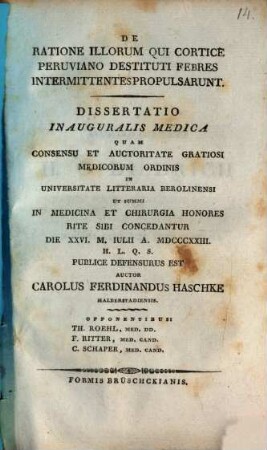 14.
DE
RATIONE ILLORUM QUI CORTICE
PERUVIANO DESTITUTI FEBRES
INTERMITTENTES PROPULSARUNT.
DISSERTATIO
INAUGURALIS MEDICA
QUAM
CONSENSU ET AUCTORITATE GRATIOSI
MEDICORUM ORDINIS
IN
UNIVERSITATE LITTERARIA BEROLINENSI
UT SUMMI
IN MEDICINA ET CHIRURGIA HONORES
RITE SIBI CONCEDANTUR
DIE XXVI. M. IULII A. MDCCCXXIII.
H. L. Q. S.
PUBLICE DEFENSURUS EST
AUCTOR
CAROLUS FERDINANDUS HASCHKE
HALBERSTADIENSIS.
OPPONENTIBUS:
TH. ROEHL, MED. DD.
F. RITTER, MED. CAND.
C. SCHAPER, MED. CAND.
FORMIS BRÜSCHCKIANIS.